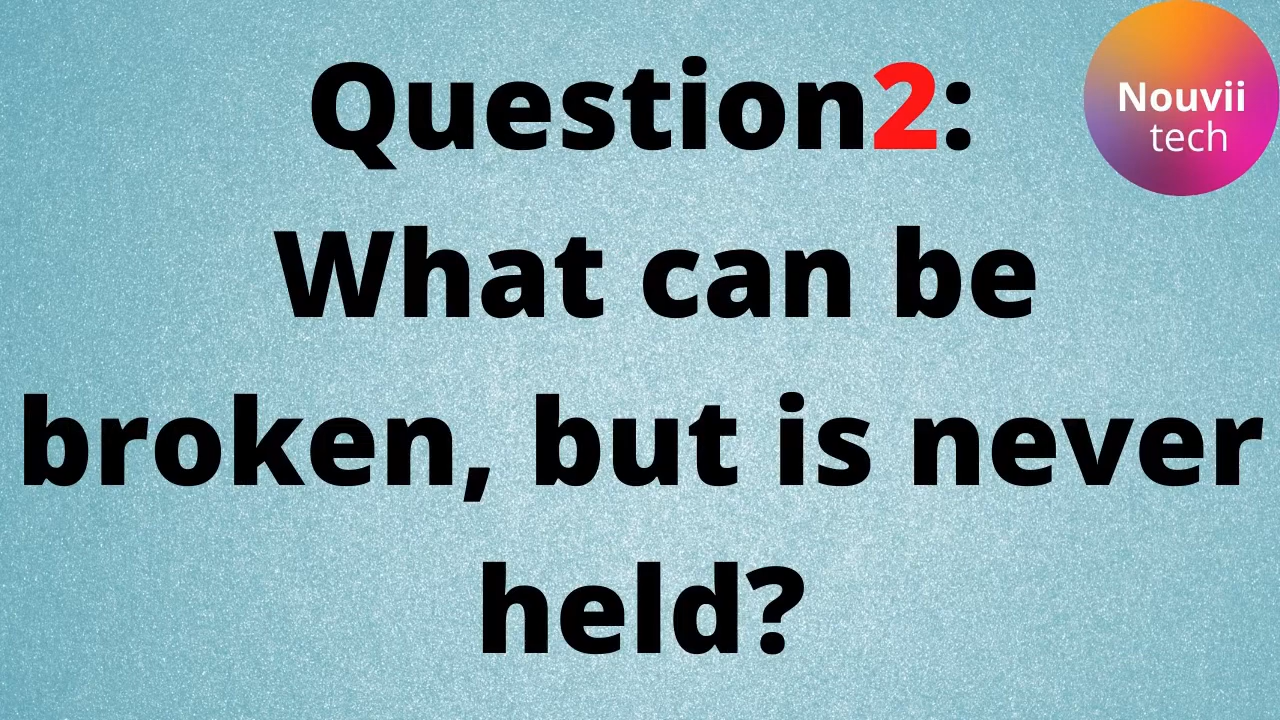 Question2:
Nouvii
tech
What can be
broken, but is never
held?